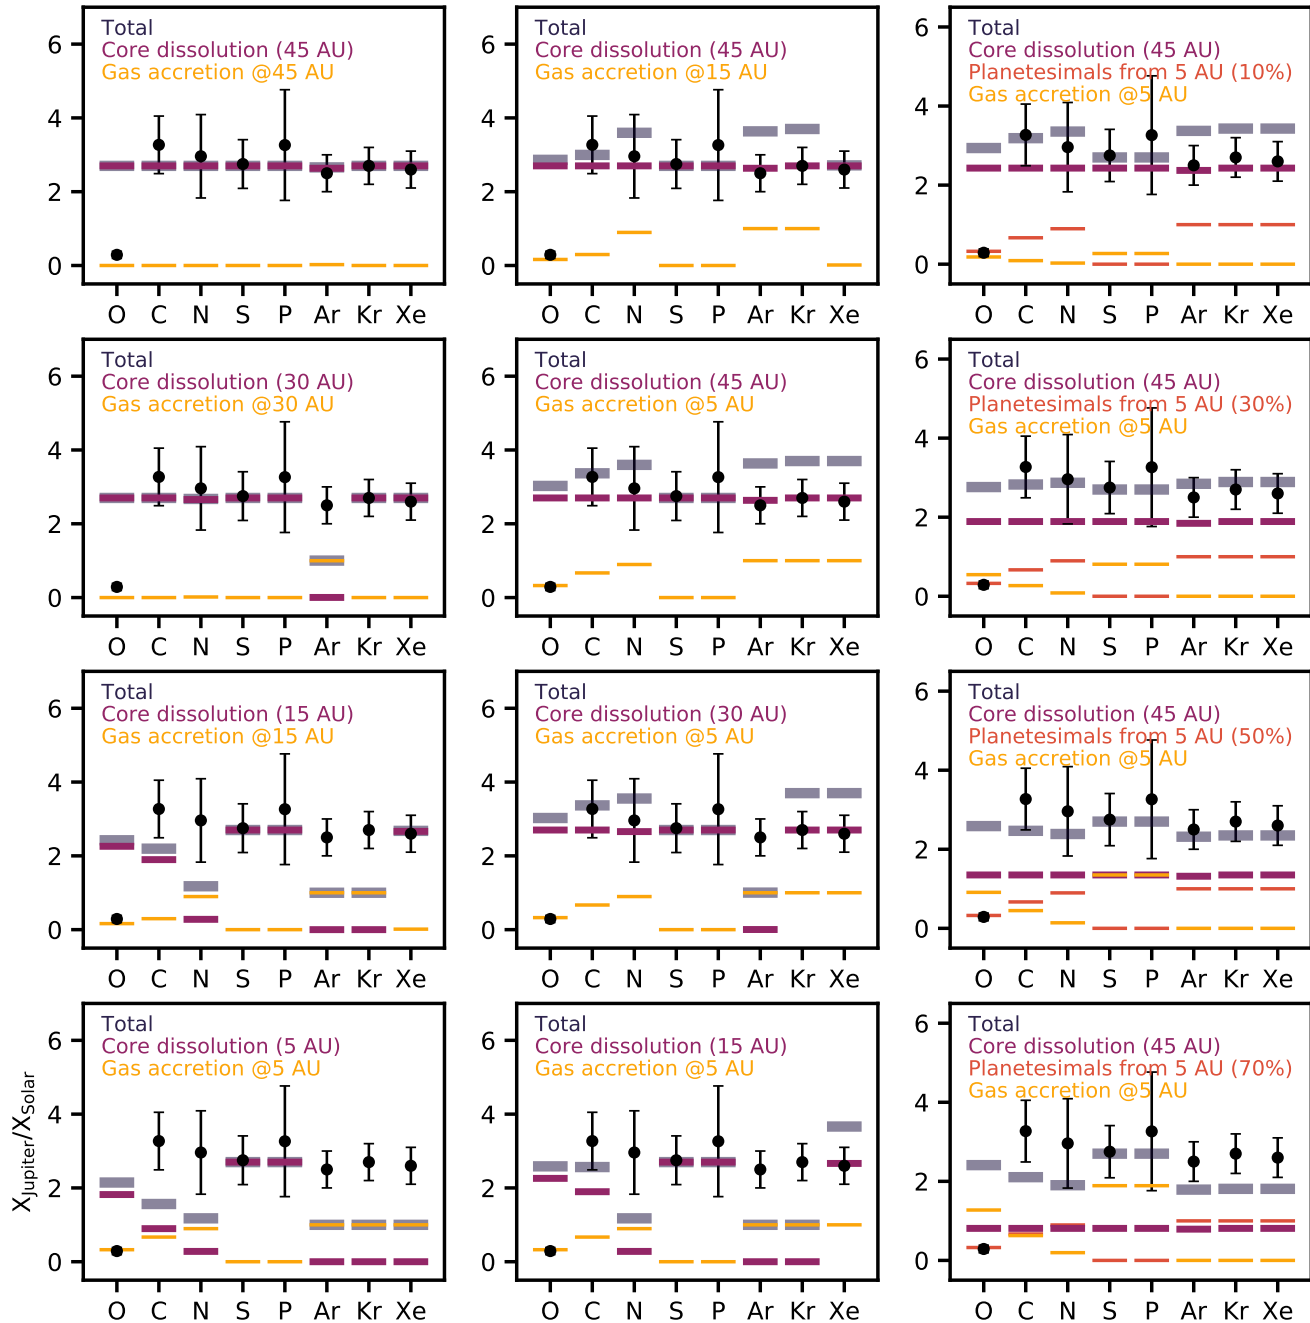 Total
Core dissolution (45 AU)
Gas accretion @45 AU
6
4
2
0
O C N S P Ar Kr Xe
Total
Core dissolution (45 AU)
Gas accretion @15 AU
6
4
2
0
O C N S P Ar Kr Xe
Total
Core dissolution (45 AU)
Planetesimals from 5 AU (10%)
Gas accretion @5 AU
6
4
2
0
O C N S P Ar Kr Xe
Total
Core dissolution (30 AU)
Gas accretion @30 AU
6
4
2
0
O C N S P Ar Kr Xe
Total
Core dissolution (45 AU)
Gas accretion @5 AU
6
4
2
0
O C N S P Ar Kr Xe
Total
Core dissolution (45 AU)
Planetesimals from 5 AU (30%)
Gas accretion @5 AU
6
4
2
0
O C N S P Ar Kr Xe
Total
Core dissolution (15 AU)
Gas accretion @15 AU
6
4
2
0
O C N S P Ar Kr Xe
Total
Core dissolution (30 AU)
Gas accretion @5 AU
6
4
2
0
O C N S P Ar Kr Xe
Total
Core dissolution (45 AU)
Planetesimals from 5 AU (50%)
Gas accretion @5 AU
6
4
2
0
O C N S P Ar Kr Xe
X_Jupiter/X_Solar
Total
Core dissolution (5 AU)
Gas accretion @5 AU
6
4
2
0
O C N S P Ar Kr Xe
Total
Core dissolution (15 AU)
Gas accretion @5 AU
6
4
2
0
O C N S P Ar Kr Xe
Total
Core dissolution (45 AU)
Planetesimals from 5 AU (70%)
Gas accretion @5 AU
6
4
2
0
O C N S P Ar Kr Xe